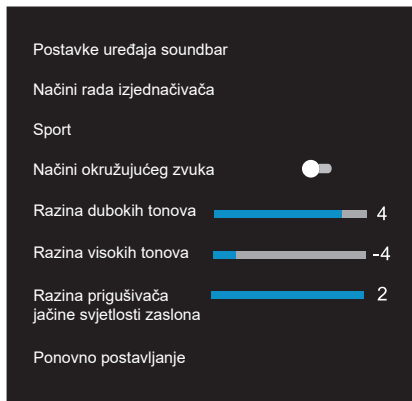 Postavke uređaja soundbar
Načini rada izjednačivača
Sport
Načini okružujućeg zvuka
Razina dubokih tonova 4
Razina visokih tonova -4
Razina prigušivača 2
jačine svjetlosti zaslona
Ponovno postavljanje